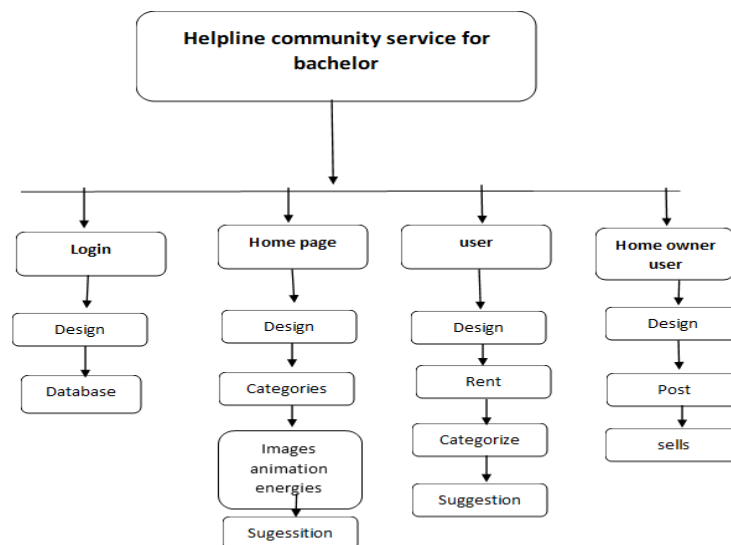 Helpline community service for
bachelor
Login
Home page
user
Home owner
user
Design
Design
Design
Design
Database
Categories
Rent
Post
Images
animation
energies
Categorize
sells
Sugessition
Suggestion